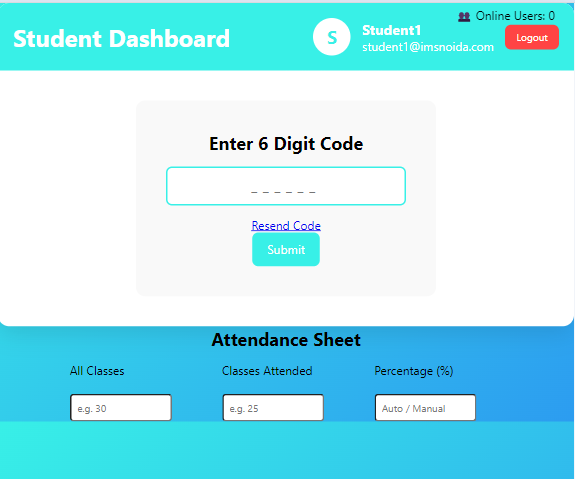 Online Users: 0
Student Dashboard
S
Student1
student1@imsnoida.com
Logout
Enter 6 Digit Code
_ _ _ _ _ _
Resend Code
Submit
Attendance Sheet
All Classes Classes Attended Percentage (%)
e.g. 30 e.g. 25 Auto / Manual